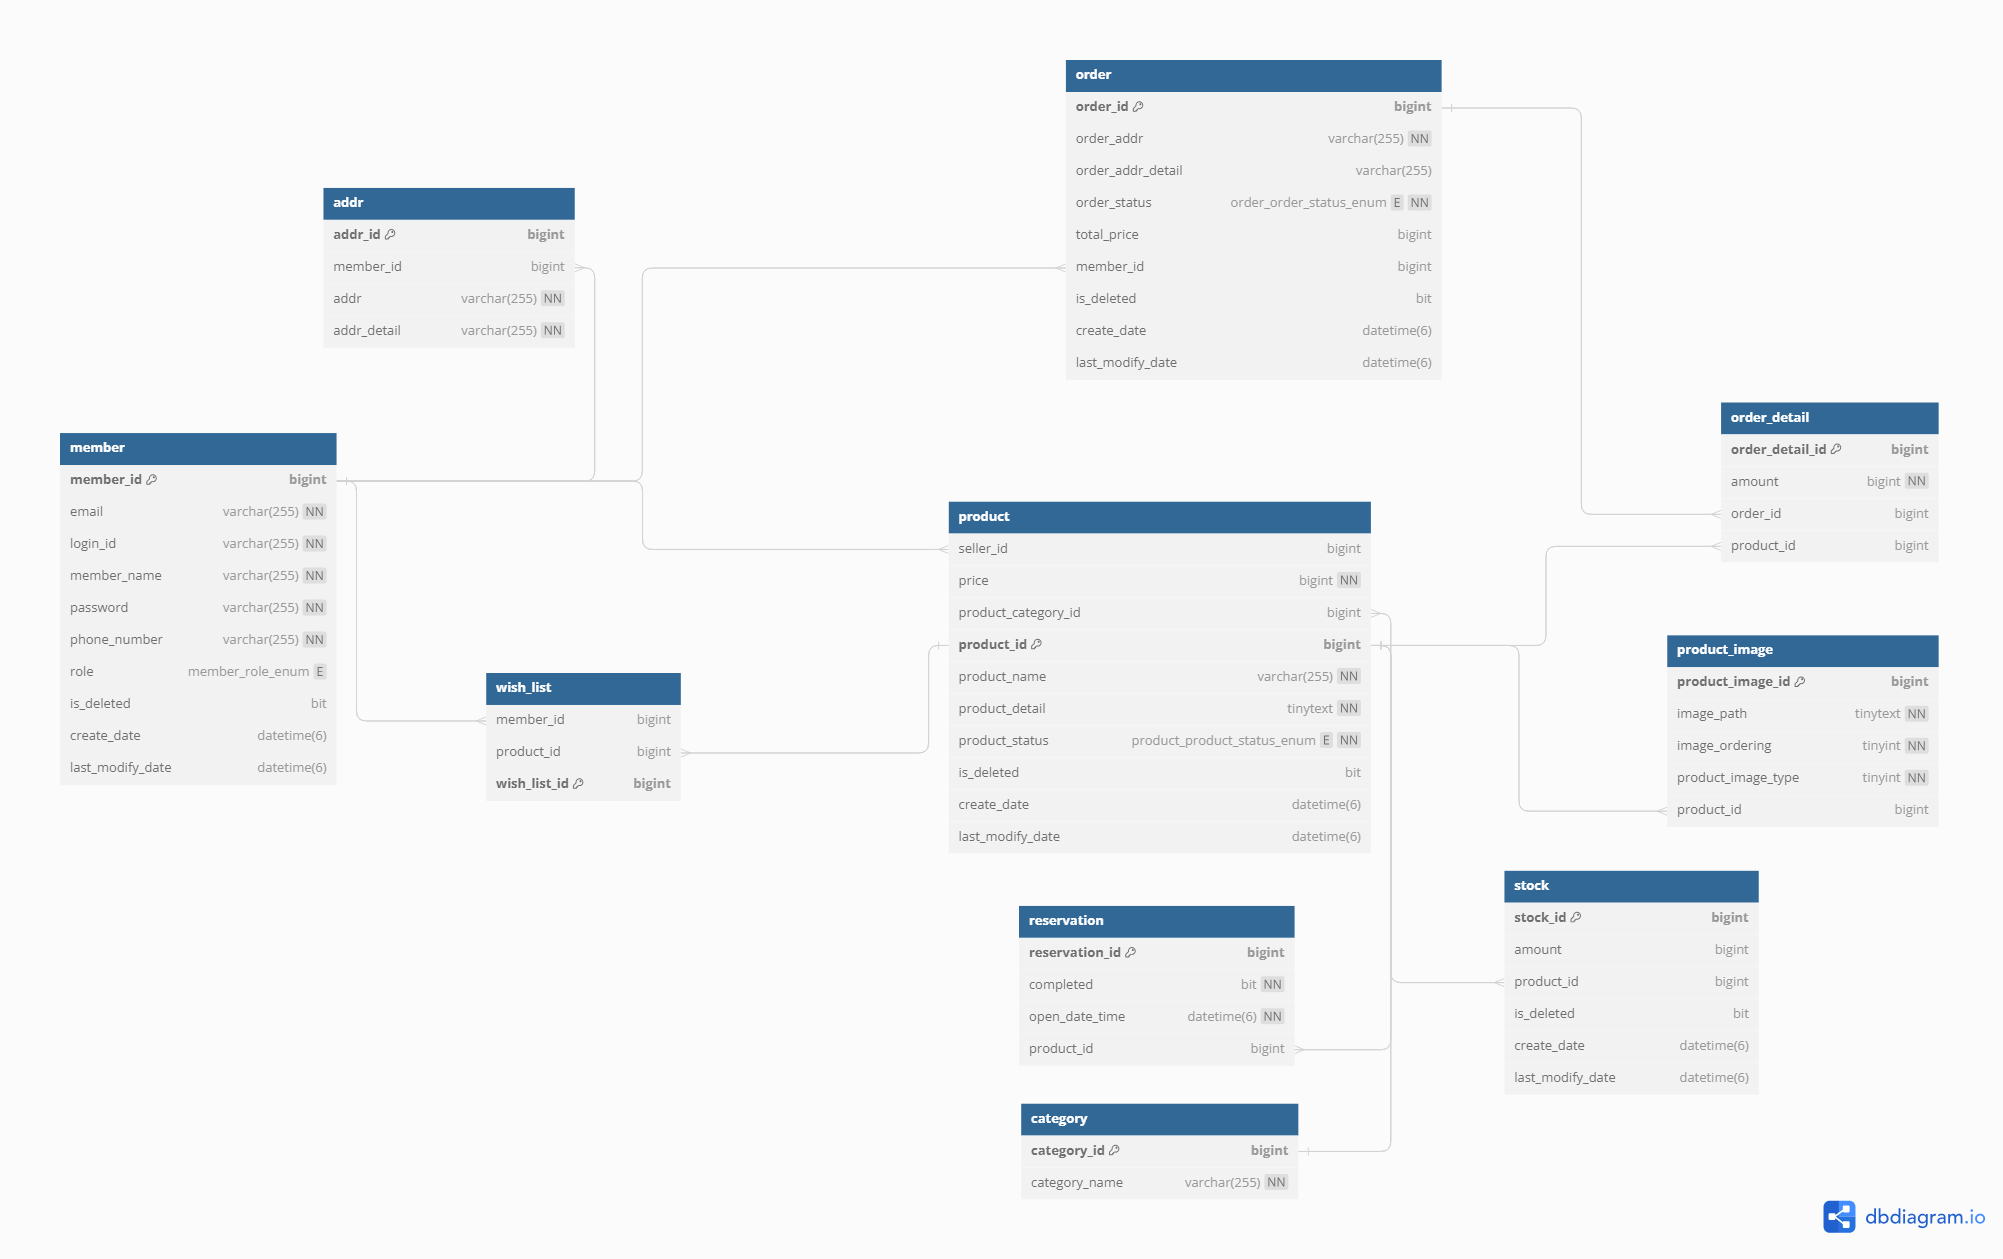 order
order_id bigint
order_addr varchar(255) NN
order_addr_detail varchar(255)
order_status order_order_status_enum E NN
total_price bigint
member_id bigint
is_deleted bit
create_date datetime(6)
last_modify_date datetime(6)
addr
addr_id bigint
member_id bigint
addr varchar(255) NN
addr_detail varchar(255) NN
member
member_id bigint
email varchar(255) NN
login_id varchar(255) NN
member_name varchar(255) NN
password varchar(255) NN
phone_number varchar(255) NN
role member_role_enum E
is_deleted bit
create_date datetime(6)
last_modify_date datetime(6)
order_detail
order_detail_id bigint
amount bigint NN
order_id bigint
product_id bigint
product
seller_id bigint
price bigint NN
product_category_id bigint
product_id bigint
product_name varchar(255) NN
product_detail tinytext NN
product_status product_product_status_enum E NN
is_deleted bit
create_date datetime(6)
last_modify_date datetime(6)
wish_list
member_id bigint
product_id bigint
wish_list_id bigint
product_image
product_image_id bigint
image_path tinytext NN
image_ordering tinyint NN
product_image_type tinyint NN
product_id bigint
stock
stock_id bigint
amount bigint
product_id bigint
is_deleted bit
create_date datetime(6)
last_modify_date datetime(6)
reservation
reservation_id bigint
completed bit NN
open_date_time datetime(6) NN
product_id bigint
category
category_id bigint
category_name varchar(255) NN
dbdiagram.io